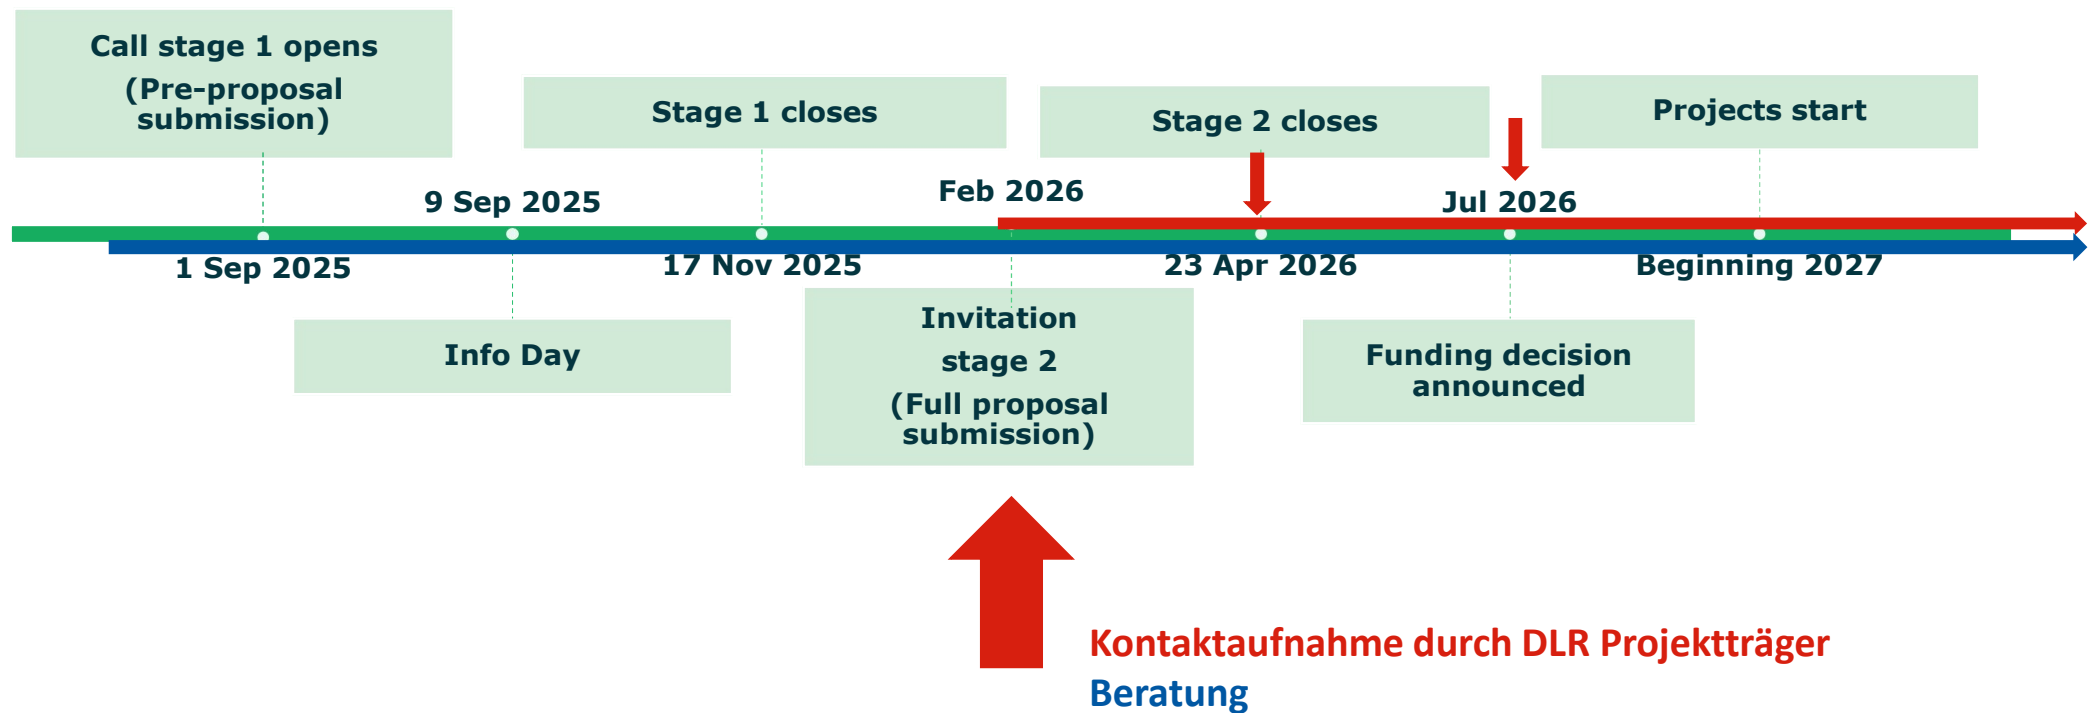 Call stage 1 opens
(Pre-proposal
submission)
Stage 1 closes
Stage 2 closes
Projects start
9 Sep 2025
Feb 2026
Jul 2026
1 Sep 2025
17 Nov 2025
23 Apr 2026
Beginning 2027
Info Day
Invitation
stage 2
(Full proposal
submission)
Funding decision
announced
Kontaktaufnahme durch DLR Projektträger
Beratung